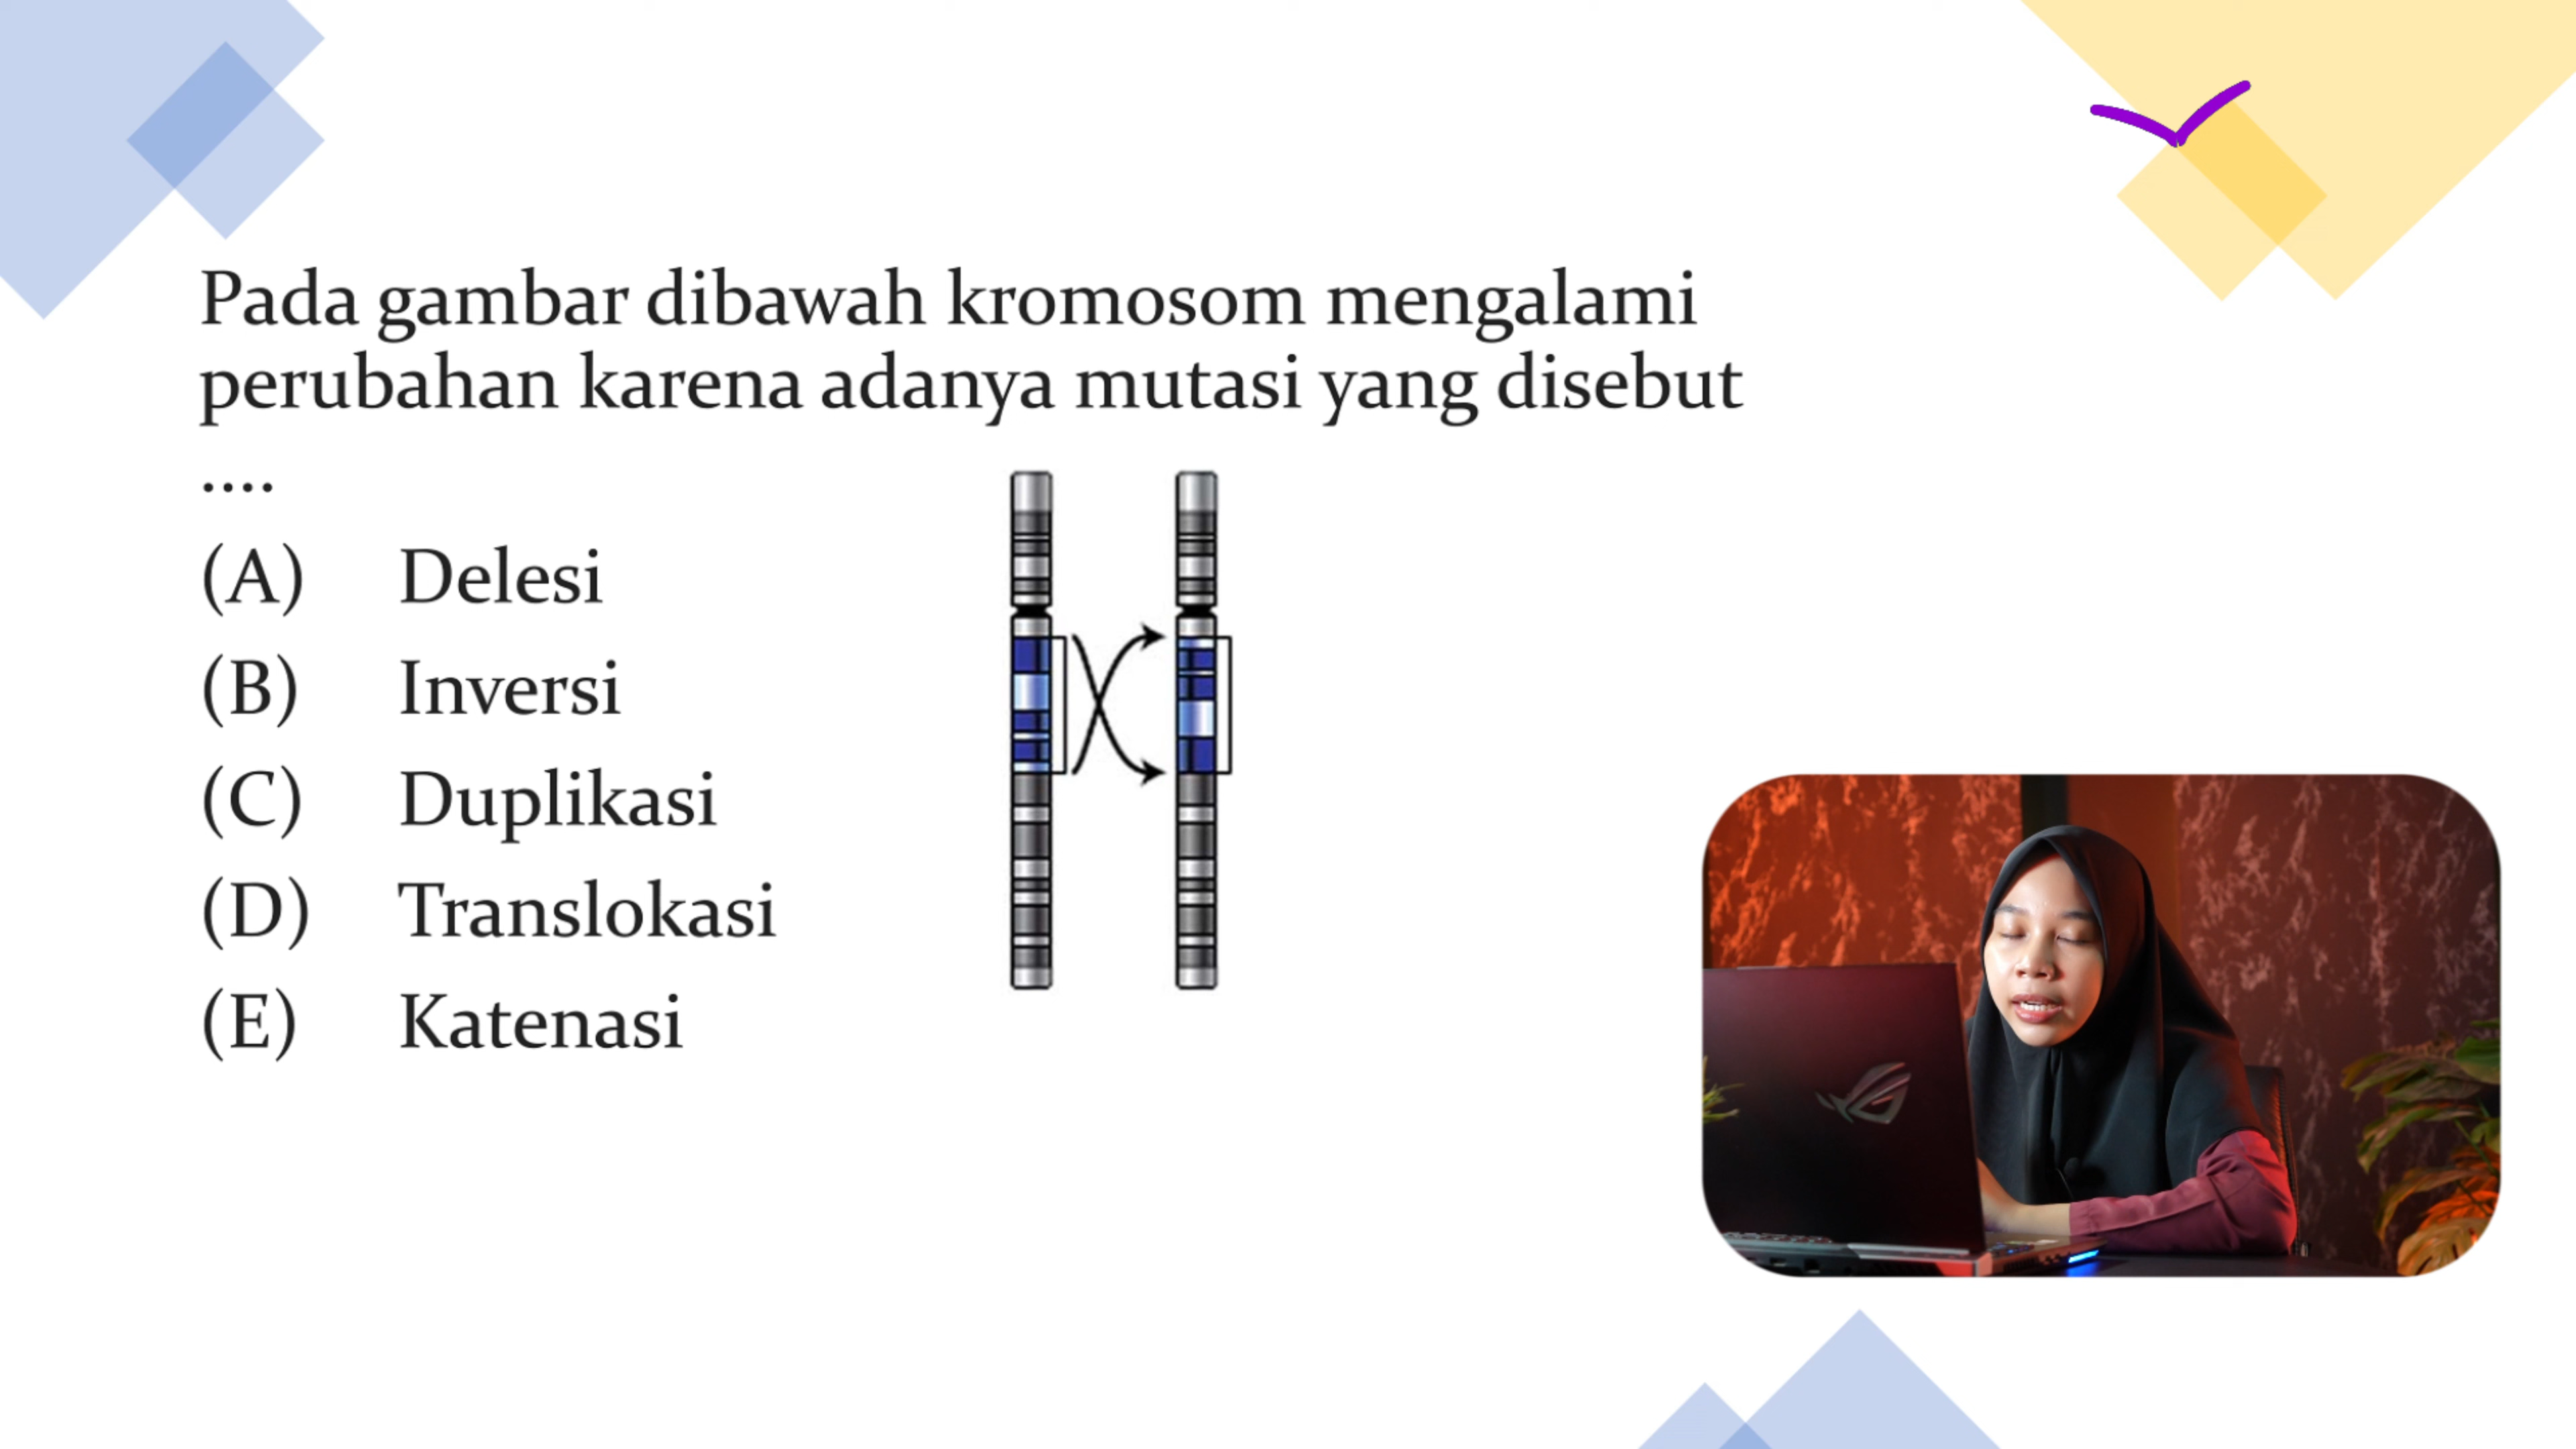 Pada gambar dibawah kromosom mengalami
perubahan karena adanya mutasi yang disebut
....
(A) Delesi
(B) Inversi
(C) Duplikasi
(D) Translokasi
(E) Katenasi